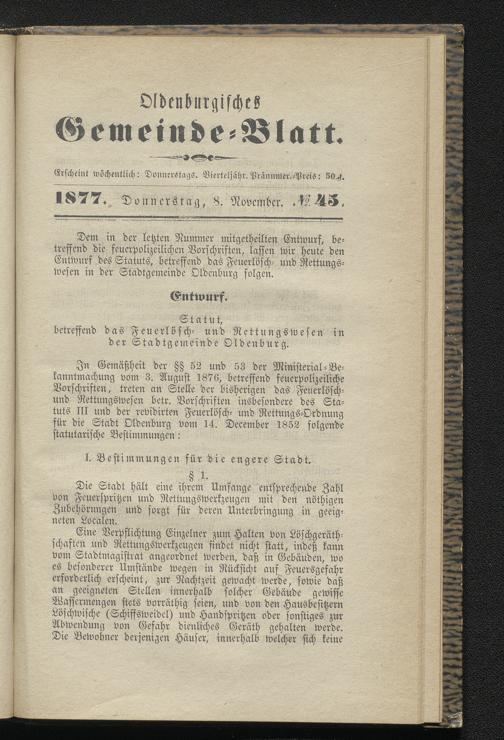 Oldenburgisches
Gemeinde-Blatt.
Erscheint wöchentlich: Donnerstags. Vierteljähr. Pränumer.-Preis: 50 ₰.
1877. Donnerstag, 8. November. № 45.
Dem in der letzten Nummer mitgetheilten Entwurf, be-
treffend die feuerpolizeilichen Vorschriften, lassen wir heute den
Entwurf des Statuts, betreffend das Feuerlösch- und Rettungs-
wesen in der Stadtgemeinde Oldenburg folgen.
Entwurf.
Statut,
betreffend das Feuerlösch- und Rettungswesen in
der Stadtgemeinde Oldenburg.
In Gemäßheit der §§ 52 und 53 der Ministerial-Be-
kanntmachung vom 3. August 1876, betreffend feuerpolizeiliche
Vorschriften, treten an Stelle der bisherigen das Feuerlösch-
und Rettungswesen betr. Vorschriften insbesondere des Sta-
tuts III und der revidirten Feuerlösch- und Rettungs-Ordnung
für die Stadt Oldenburg vom 14. December 1852 folgende
statutarische Bestimmungen:
I. Bestimmungen für die engere Stadt.
§ 1.
Die Stadt hält eine ihrem Umfange entsprechende Zahl
von Feuerspritzen und Rettungswerkzeugen mit den nöthigen
Zubehörungen und sorgt für deren Unterbringung in geeig-
neten Localen.
Eine Verpflichtung Einzelner zum Halten von Löschgeräth-
schaften und Rettungswerkzeugen findet nicht statt, indeß kann
vom Stadtmagistrat angeordnet werden, daß in Gebäuden, wo
es besonderer Umstände wegen in Rücksicht auf Feuersgefahr
erforderlich erscheint, zur Nachtzeit gewacht werde, sowie daß
an geeigneten Stellen innerhalb solcher Gebäude gewisse
Wassermengen stets vorräthig seien, und von den Hausbesitzern
Löschwische (Schiffsweidel) und Handspritzen oder sonstiges zur
Abwendung von Gefahr dienliches Geräth gehalten werde.
Die Bewohner derjenigen Häuser, innerhalb welcher sich keine